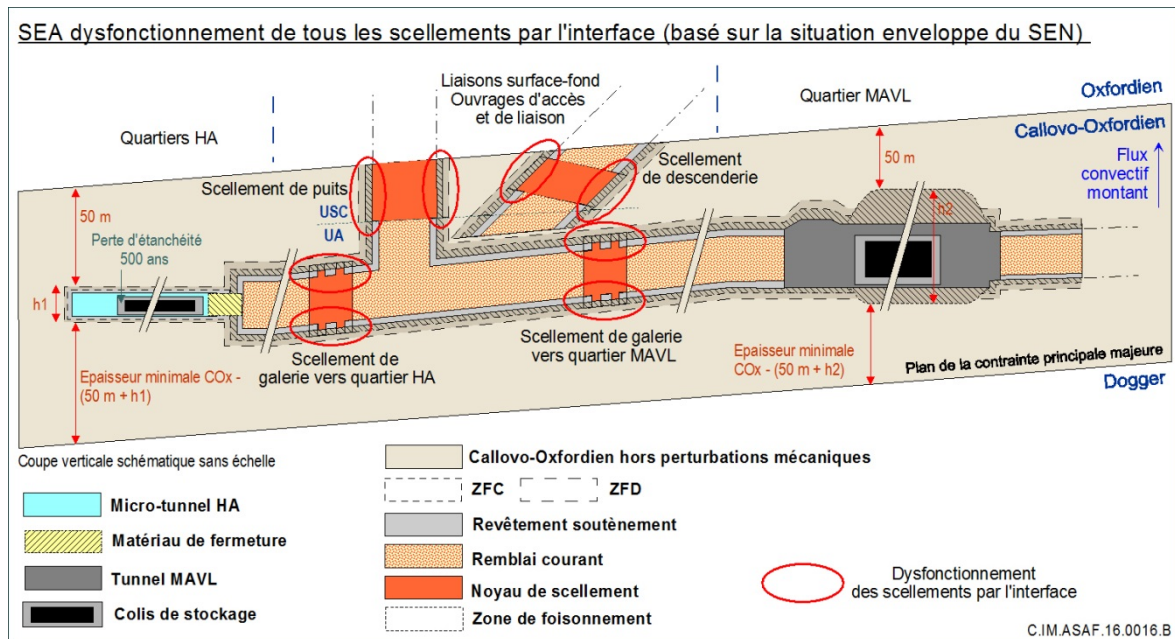 SEA dysfonctionnement de tous les scellements par l'interface (basé sur la situation enveloppe du SEN)
Quartiers HA
Liaisons surface-fond
Ouvrages d'accès
et de liaison
Quartier MAVL
Oxfordien
Callovo-Oxfordien
Flux
convectif
montant
50 m
Scellement de puits
USC
UA
Scellement
de descenderie
50 m
h2
Perte d'étanchéité
500 ans
h1
Scellement de
galerie vers quartier HA
Scellement de galerie
vers quartier MAVL
Epaisseur minimale COx -
(50 m + h1)
Epaisseur minimale
COx - (50 m + h2)
Plan de la contrainte principale majeure
Dogger
Coupe verticale schématique sans échelle
Micro-tunnel HA
Matériau de fermeture
Tunnel MAVL
Colis de stockage
Callovo-Oxfordien hors perturbations mécaniques
ZFC
ZFD
Revêtement soutènement
Remblai courant
Noyau de scellement
Zone de foisonnement
Dysfonctionnement
des scellements par l'interface
C.IM.ASAF.16.0016.B